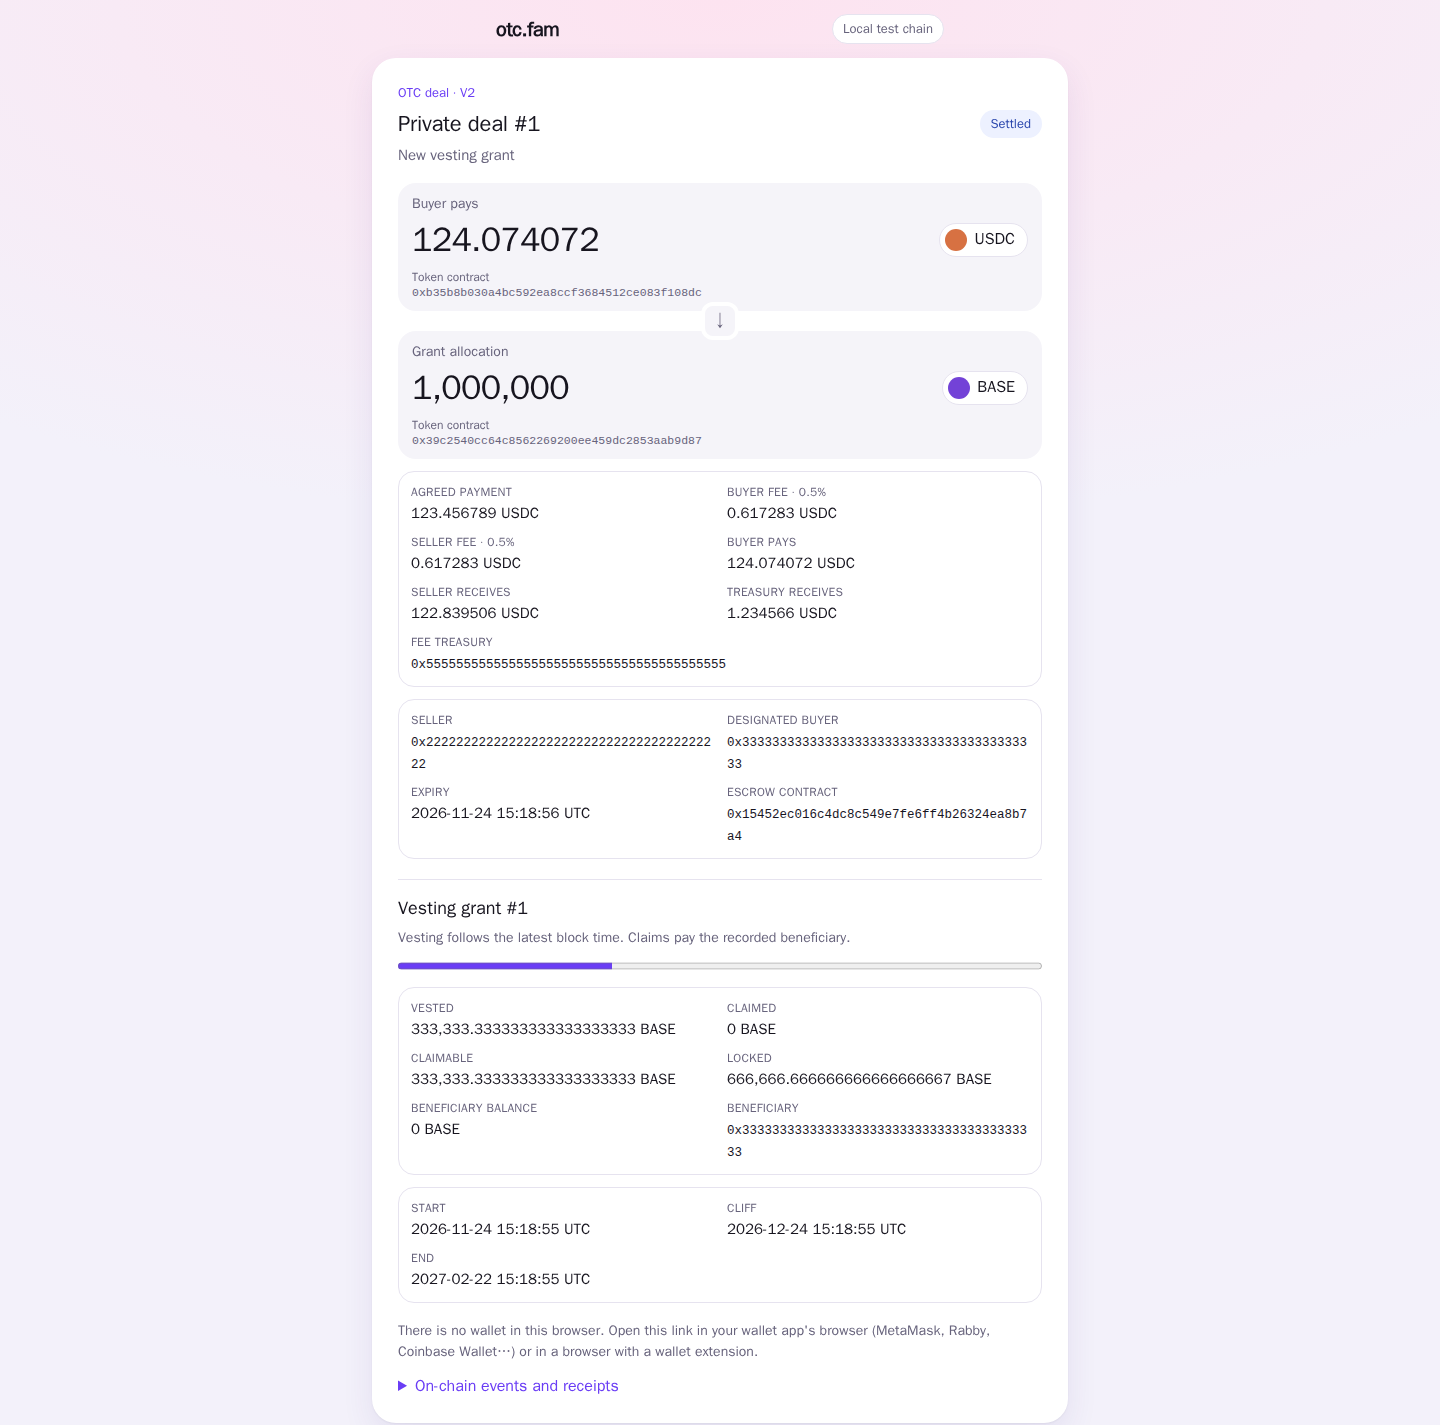 otc.fam
Local test chain
OTC deal · V2
Private deal #1
Settled
New vesting grant
Buyer pays
124.074072
USDC
Token contract
0xb35b8b030a4bc592ea8ccf3684512ce083f108dc
↓
Grant allocation
1,000,000
BASE
Token contract
0x39c2540cc64c8562269200ee459dc2853aab9d87
AGREED PAYMENT
123.456789 USDC
BUYER FEE · 0.5%
0.617283 USDC
SELLER FEE · 0.5%
0.617283 USDC
BUYER PAYS
124.074072 USDC
SELLER RECEIVES
122.839506 USDC
TREASURY RECEIVES
1.234566 USDC
FEE TREASURY
0x5555555555555555555555555555555555555555
SELLER
0x22222222222222222222222222222222222222
22
DESIGNATED BUYER
0x33333333333333333333333333333333333333
33
EXPIRY
2026-11-24 15:18:56 UTC
ESCROW CONTRACT
0x15452ec016c4dc8c549e7fe6ff4b26324ea8b7
a4
Vesting grant #1
Vesting follows the latest block time. Claims pay the recorded beneficiary.
VESTED
333,333.333333333333333333 BASE
CLAIMED
0 BASE
CLAIMABLE
333,333.333333333333333333 BASE
LOCKED
666,666.666666666666666667 BASE
BENEFICIARY BALANCE
0 BASE
BENEFICIARY
0x33333333333333333333333333333333333333
33
START
2026-11-24 15:18:55 UTC
CLIFF
2026-12-24 15:18:55 UTC
END
2027-02-22 15:18:55 UTC
There is no wallet in this browser. Open this link in your wallet app's browser (MetaMask, Rabby,
Coinbase Wallet…) or in a browser with a wallet extension.
On-chain events and receipts